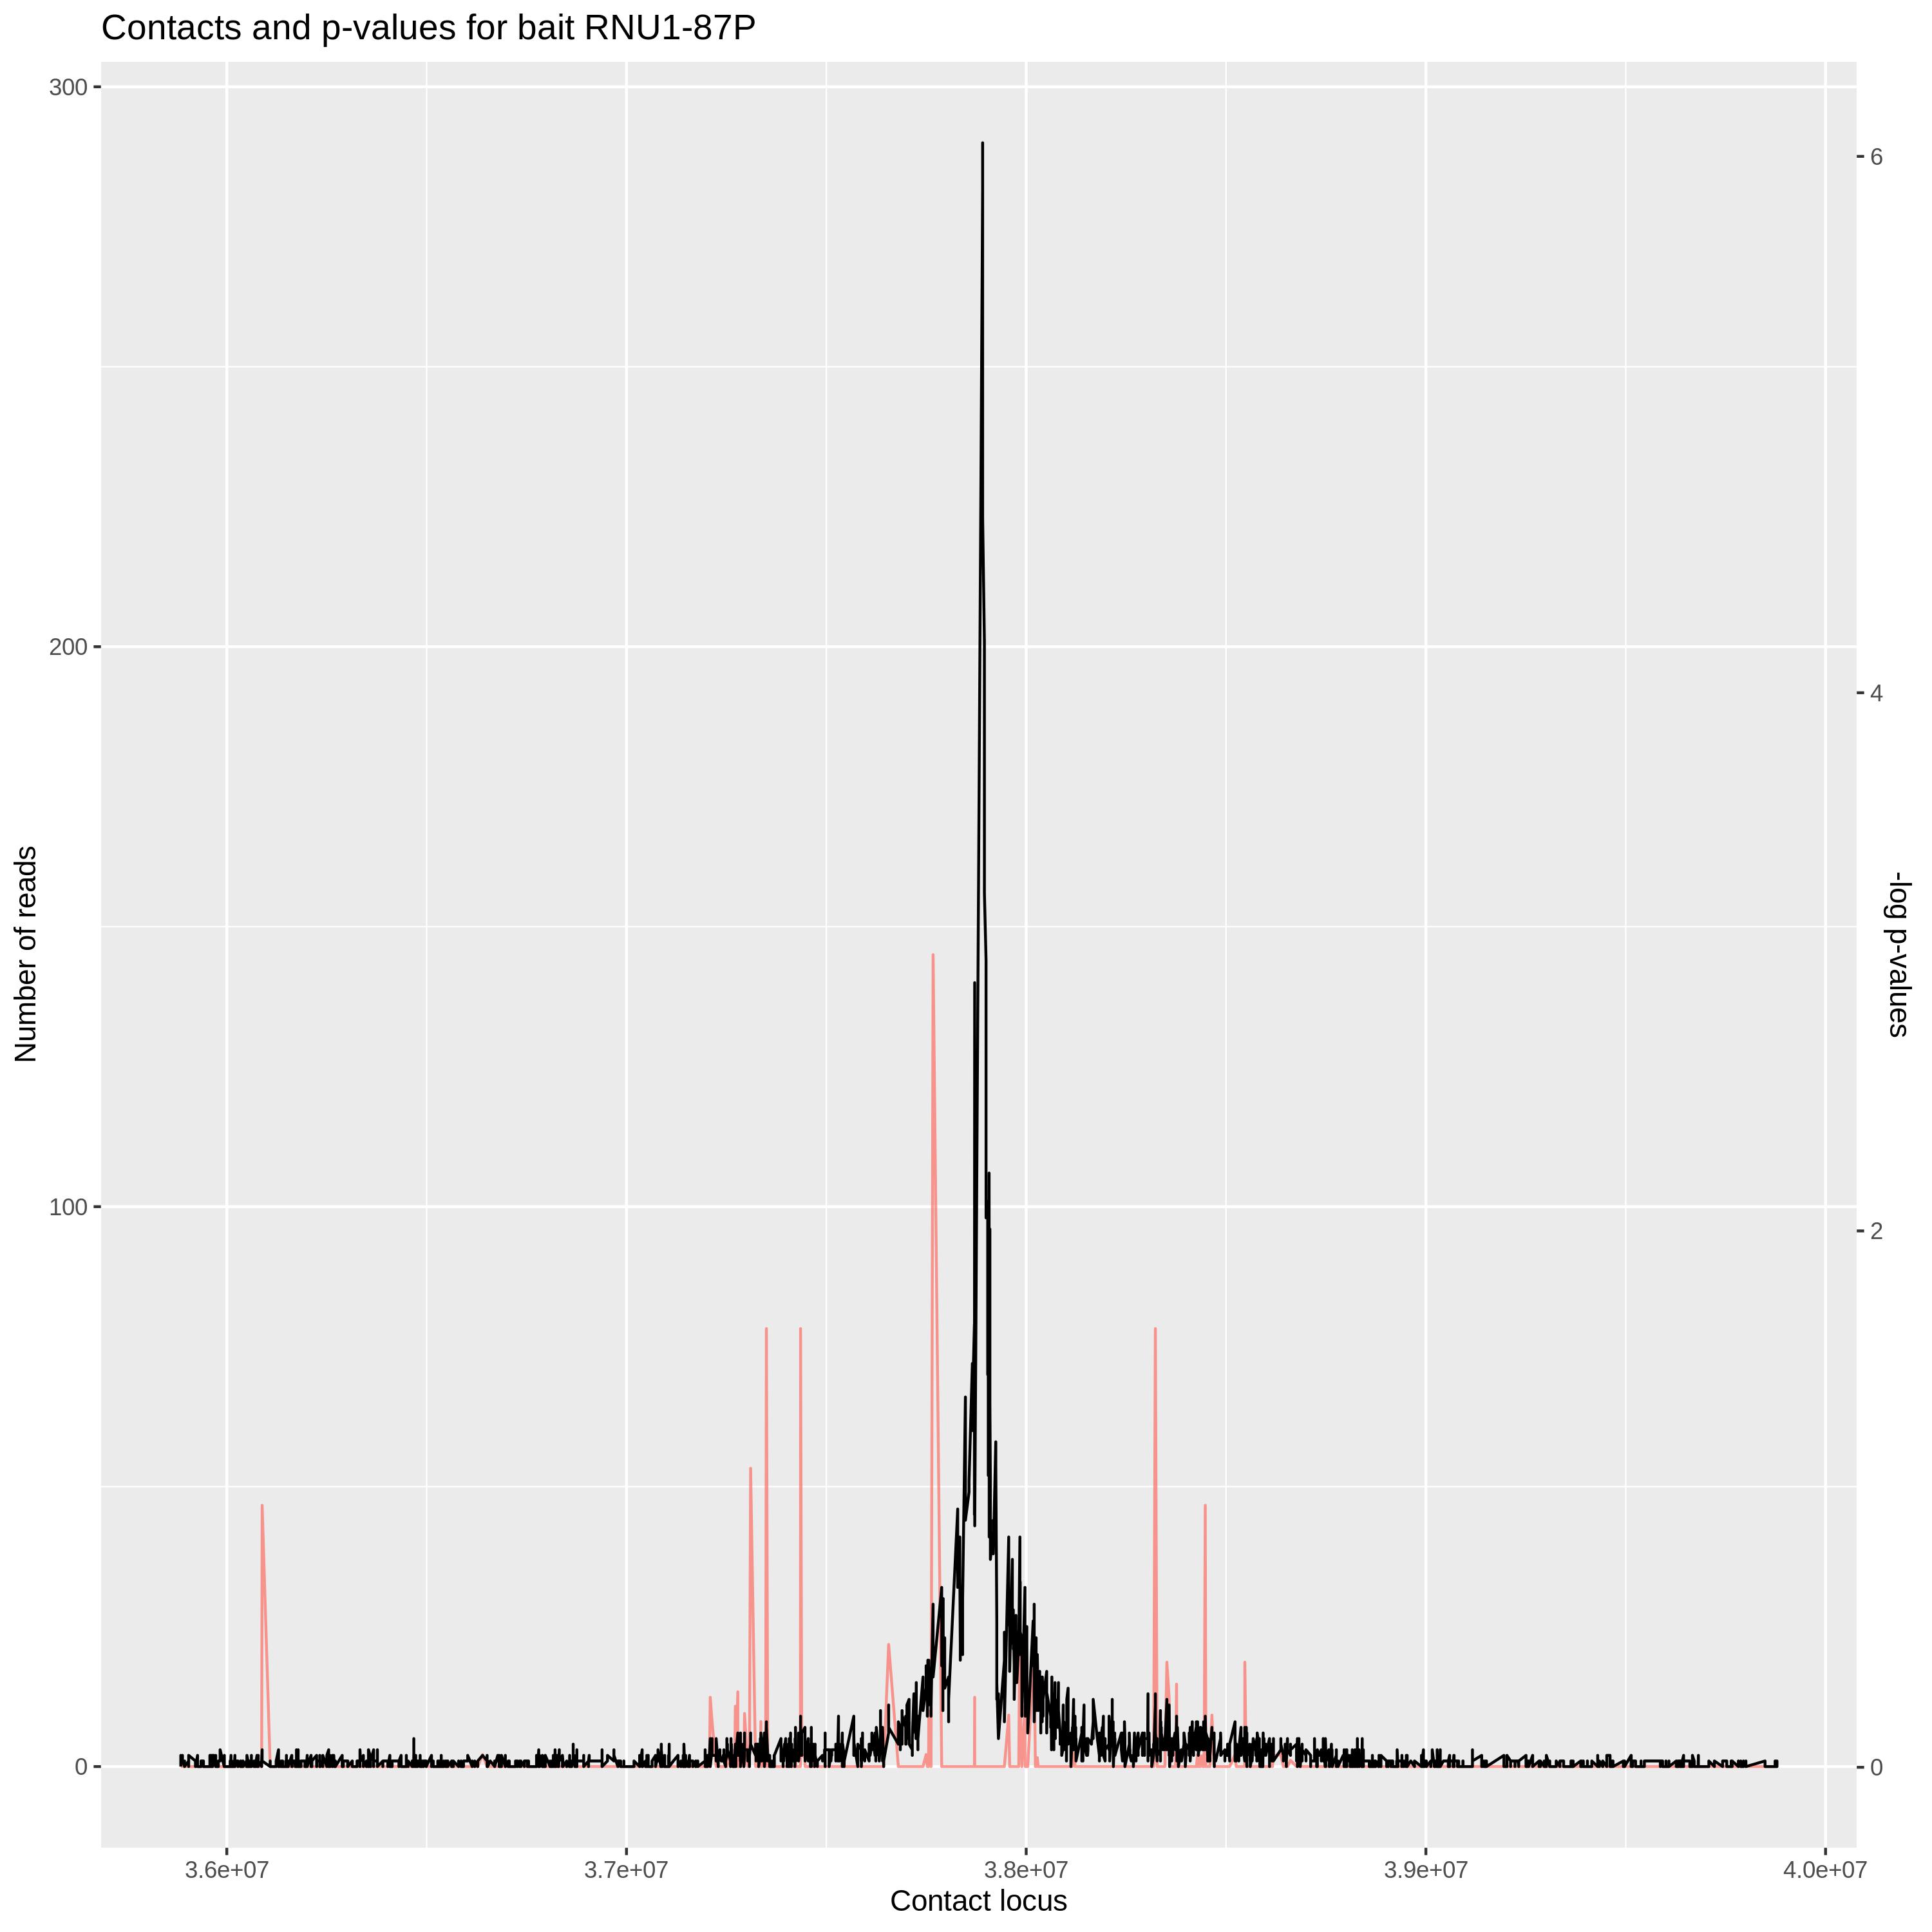 Contacts and p-values for bait RNU1-87P
300
200
100
0
Number of reads
6
4
2
0
-log p-values
3.6e+07
3.7e+07
3.8e+07
3.9e+07
4.0e+07
Contact locus